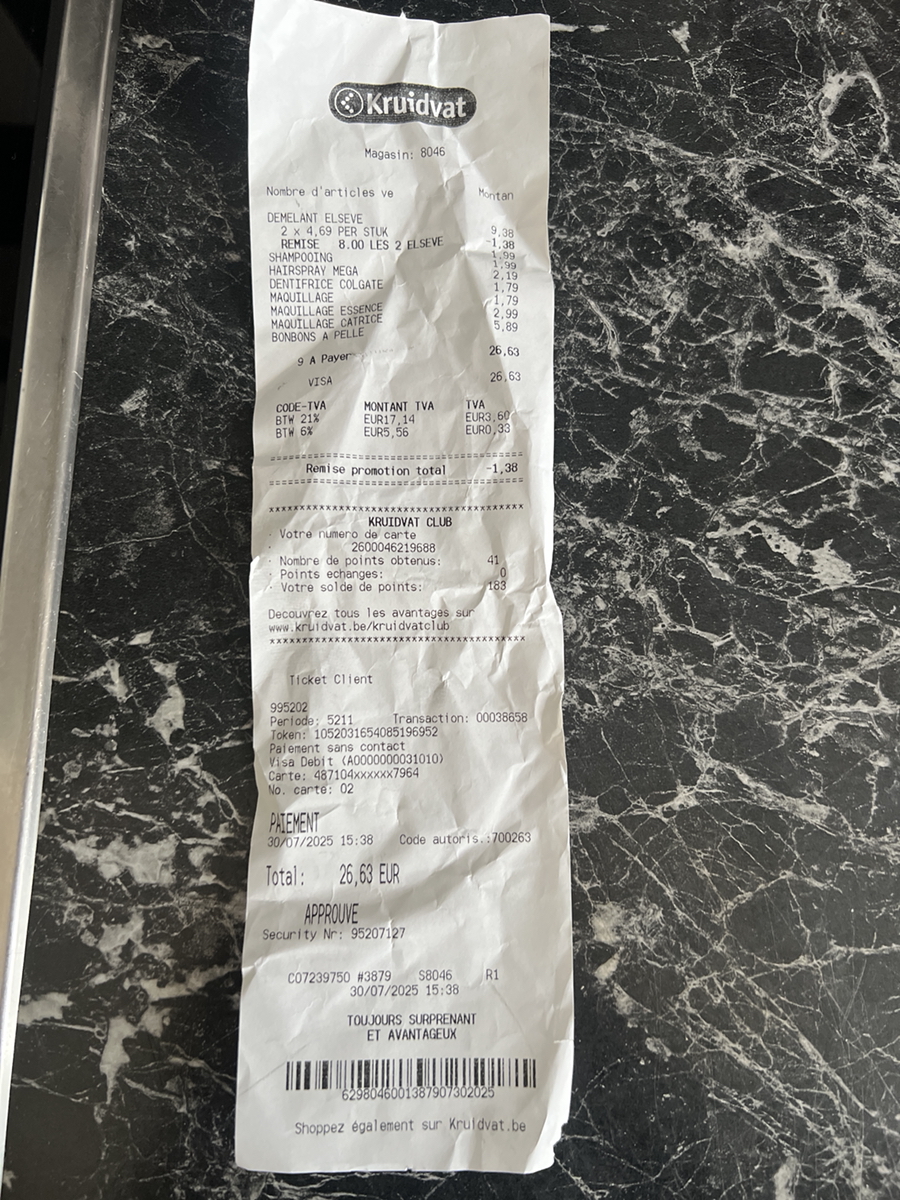 Kruidvat
Magasin: 8046
Nombre d'articles ve Montan
DEMELANT ELSEVE
2 x 4,69 PER STUK 9,38
REMISE 8.00 LES 2 ELSEVE -1,38
SHAMPOOING 1,99
HAIRSPRAY MEGA 1,99
DENTIFRICE COLGATE 2,19
MAQUILLAGE 1,79
MAQUILLAGE ESSENCE 1,79
MAQUILLAGE CATRICE 2,99
BONBONS A PELLE 5,89
9 A Payer 26,63
VISA 26,63
CODE-TVA MONTANT TVA TVA
BTW 21% EUR17,14 EUR3,60
BTW 6% EUR5,56 EUR0,33
================================
Remise promotion total -1,38
================================
xxxxxxxxxxxxxxxxxxxxxxxxxxxxxxxxxxxxxx
KRUIDVAT CLUB
· Votre numero de carte
· 2600046219688
· Nombre de points obtenus: 41
· Points echanges: 0
· Votre solde de points: 183
Decouvrez tous les avantages sur
www.kruidvat.be/kruidvatclub
xxxxxxxxxxxxxxxxxxxxxxxxxxxxxxxxxxxxxx
Ticket Client
995202
Periode: 5211 Transaction: 00038658
Token: 1052031654085196952
Paiement sans contact
Visa Debit (A0000000031010)
Carte: 487104xxxxxx7964
No. carte: 02
PAIEMENT
30/07/2025 15:38 Code autoris.:700263
Total: 26,63 EUR
APPROUVE
Security Nr: 95207127
C07239750 #3879 S8046 R1
30/07/2025 15:38
TOUJOURS SURPRENANT
ET AVANTAGEUX
6298046001387907302025
Shoppez également sur Kruidvat.be